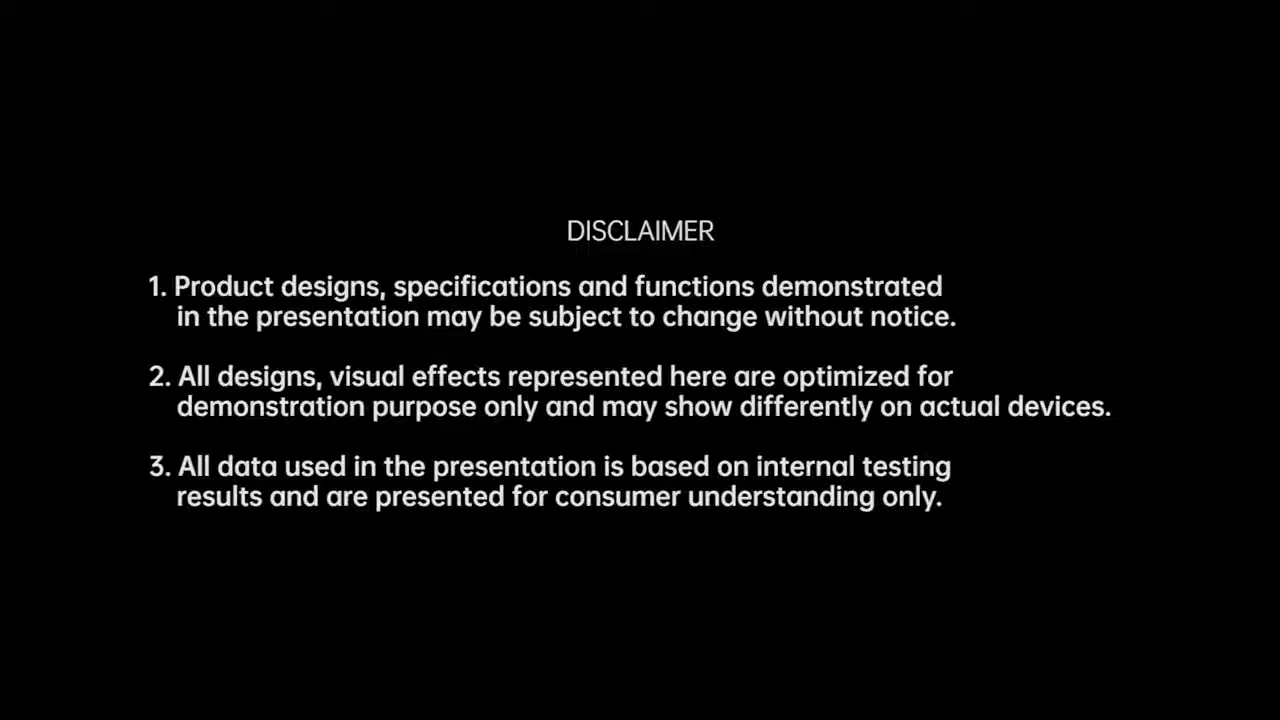 DISCLAIMER
1. Product designs, specifications and functions demonstrated
in the presentation may be subject to change without notice.
2. All designs, visual effects represented here are optimized for
demonstration purpose only and may show differently on actual devices.
3. All data used in the presentation is based on internal testing
results and are presented for consumer understanding only.